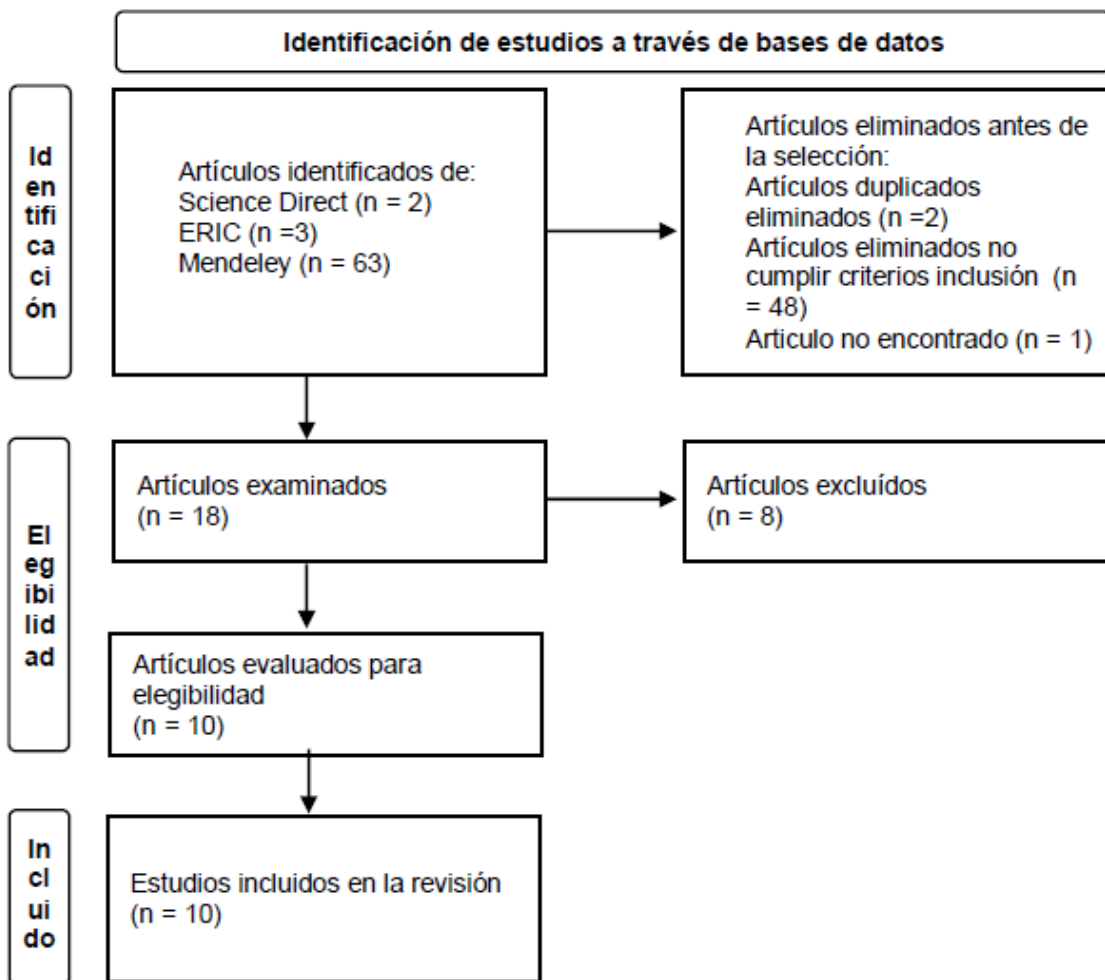 Identificación de estudios a través de bases de datos
Id
en
tifi
ca
ci
ón
Artículos identificados de:
Science Direct (n = 2)
ERIC (n =3)
Mendeley (n = 63)
Artículos eliminados antes de
la selección:
Artículos duplicados
eliminados (n =2)
Artículos eliminados no
cumplir criterios inclusión  (n
= 48)
Articulo no encontrado (n = 1)
El
egi
bi
lid
ad
Artículos examinados
(n = 18)
Artículos excluídos
(n = 8)
Artículos evaluados para
elegibilidad
(n = 10)
In
cl
ui
do
Estudios incluidos en la revisión
(n = 10)